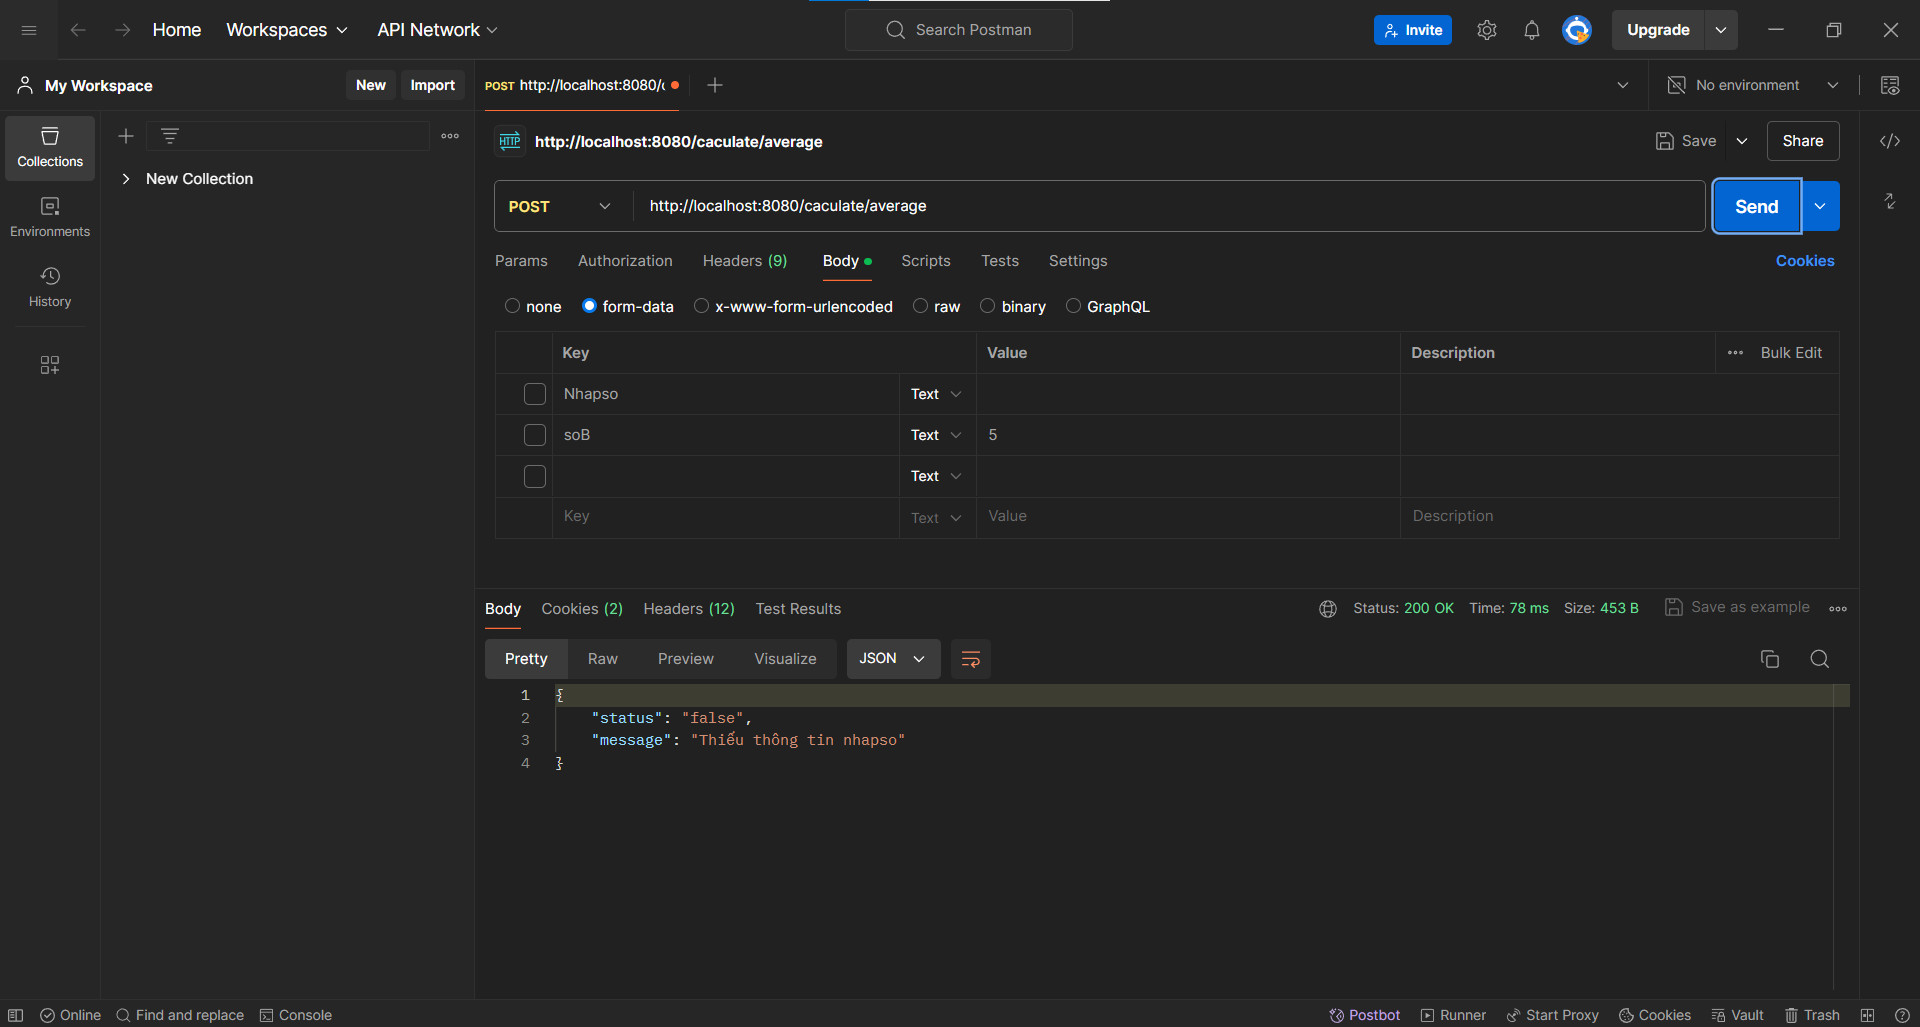 Home Workspaces API Network Search Postman Invite Upgrade
My Workspace New Import POST http://localhost:8080/ No environment
HTTP http://localhost:8080/caculate/average Save Share
Collections
New Collection
POST http://localhost:8080/caculate/average Send
Environments
Params Authorization Headers (9) Body Scripts Tests Settings Cookies
History
none form-data x-www-form-urlencoded raw binary GraphQL
Key Value Description Bulk Edit
Nhapso Text
soB Text 5
Text
Key Text Value Description
Body Cookies (2) Headers (12) Test Results Status: 200 OK Time: 78 ms Size: 453 B Save as example
Pretty Raw Preview Visualize JSON
1 {
2 "status": "false",
3 "message": "Thiếu thông tin nhapso"
4 }
Online Find and replace Console Postbot Runner Start Proxy Cookies Vault Trash